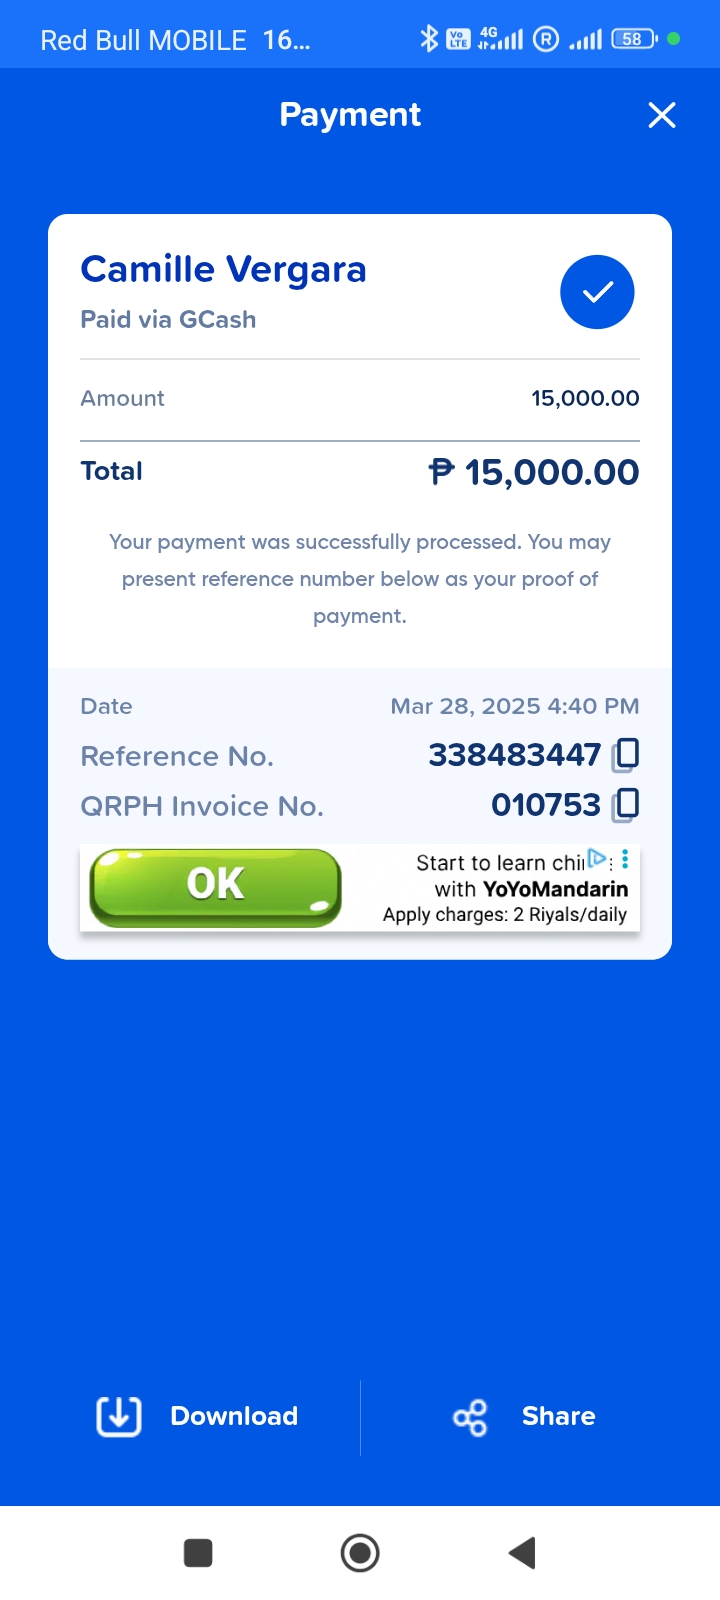 Red Bull MOBILE 16...
Vo LTE 4G R 58
Payment
Camille Vergara
Paid via GCash
Amount 15,000.00
Total ₱ 15,000.00
Your payment was successfully processed. You may
present reference number below as your proof of
payment.
Date Mar 28, 2025 4:40 PM
Reference No. 338483447
QRPH Invoice No. 010753
OK
Start to learn chi
with YoYoMandarin
Apply charges: 2 Riyals/daily
Download Share